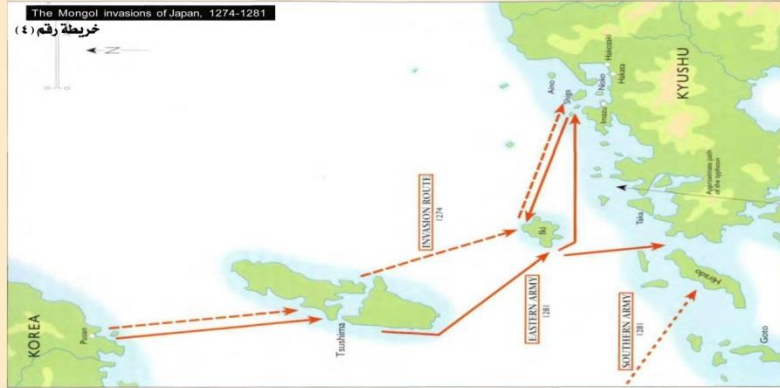 The Mongol invasions of Japan, 1274-1281
خريطة رقم (٤)
N
KOREA
Pusan
Tsushima
INVASION ROUTE
1274
EASTERN ARMY
1281
SOUTHERN ARMY
1281
Iki
Aino
Shiga
Noko
Hakozaki
Hakata
Imazu
KYUSHU
Taka
Approximate path
of the typhoon
Hirado
Goto